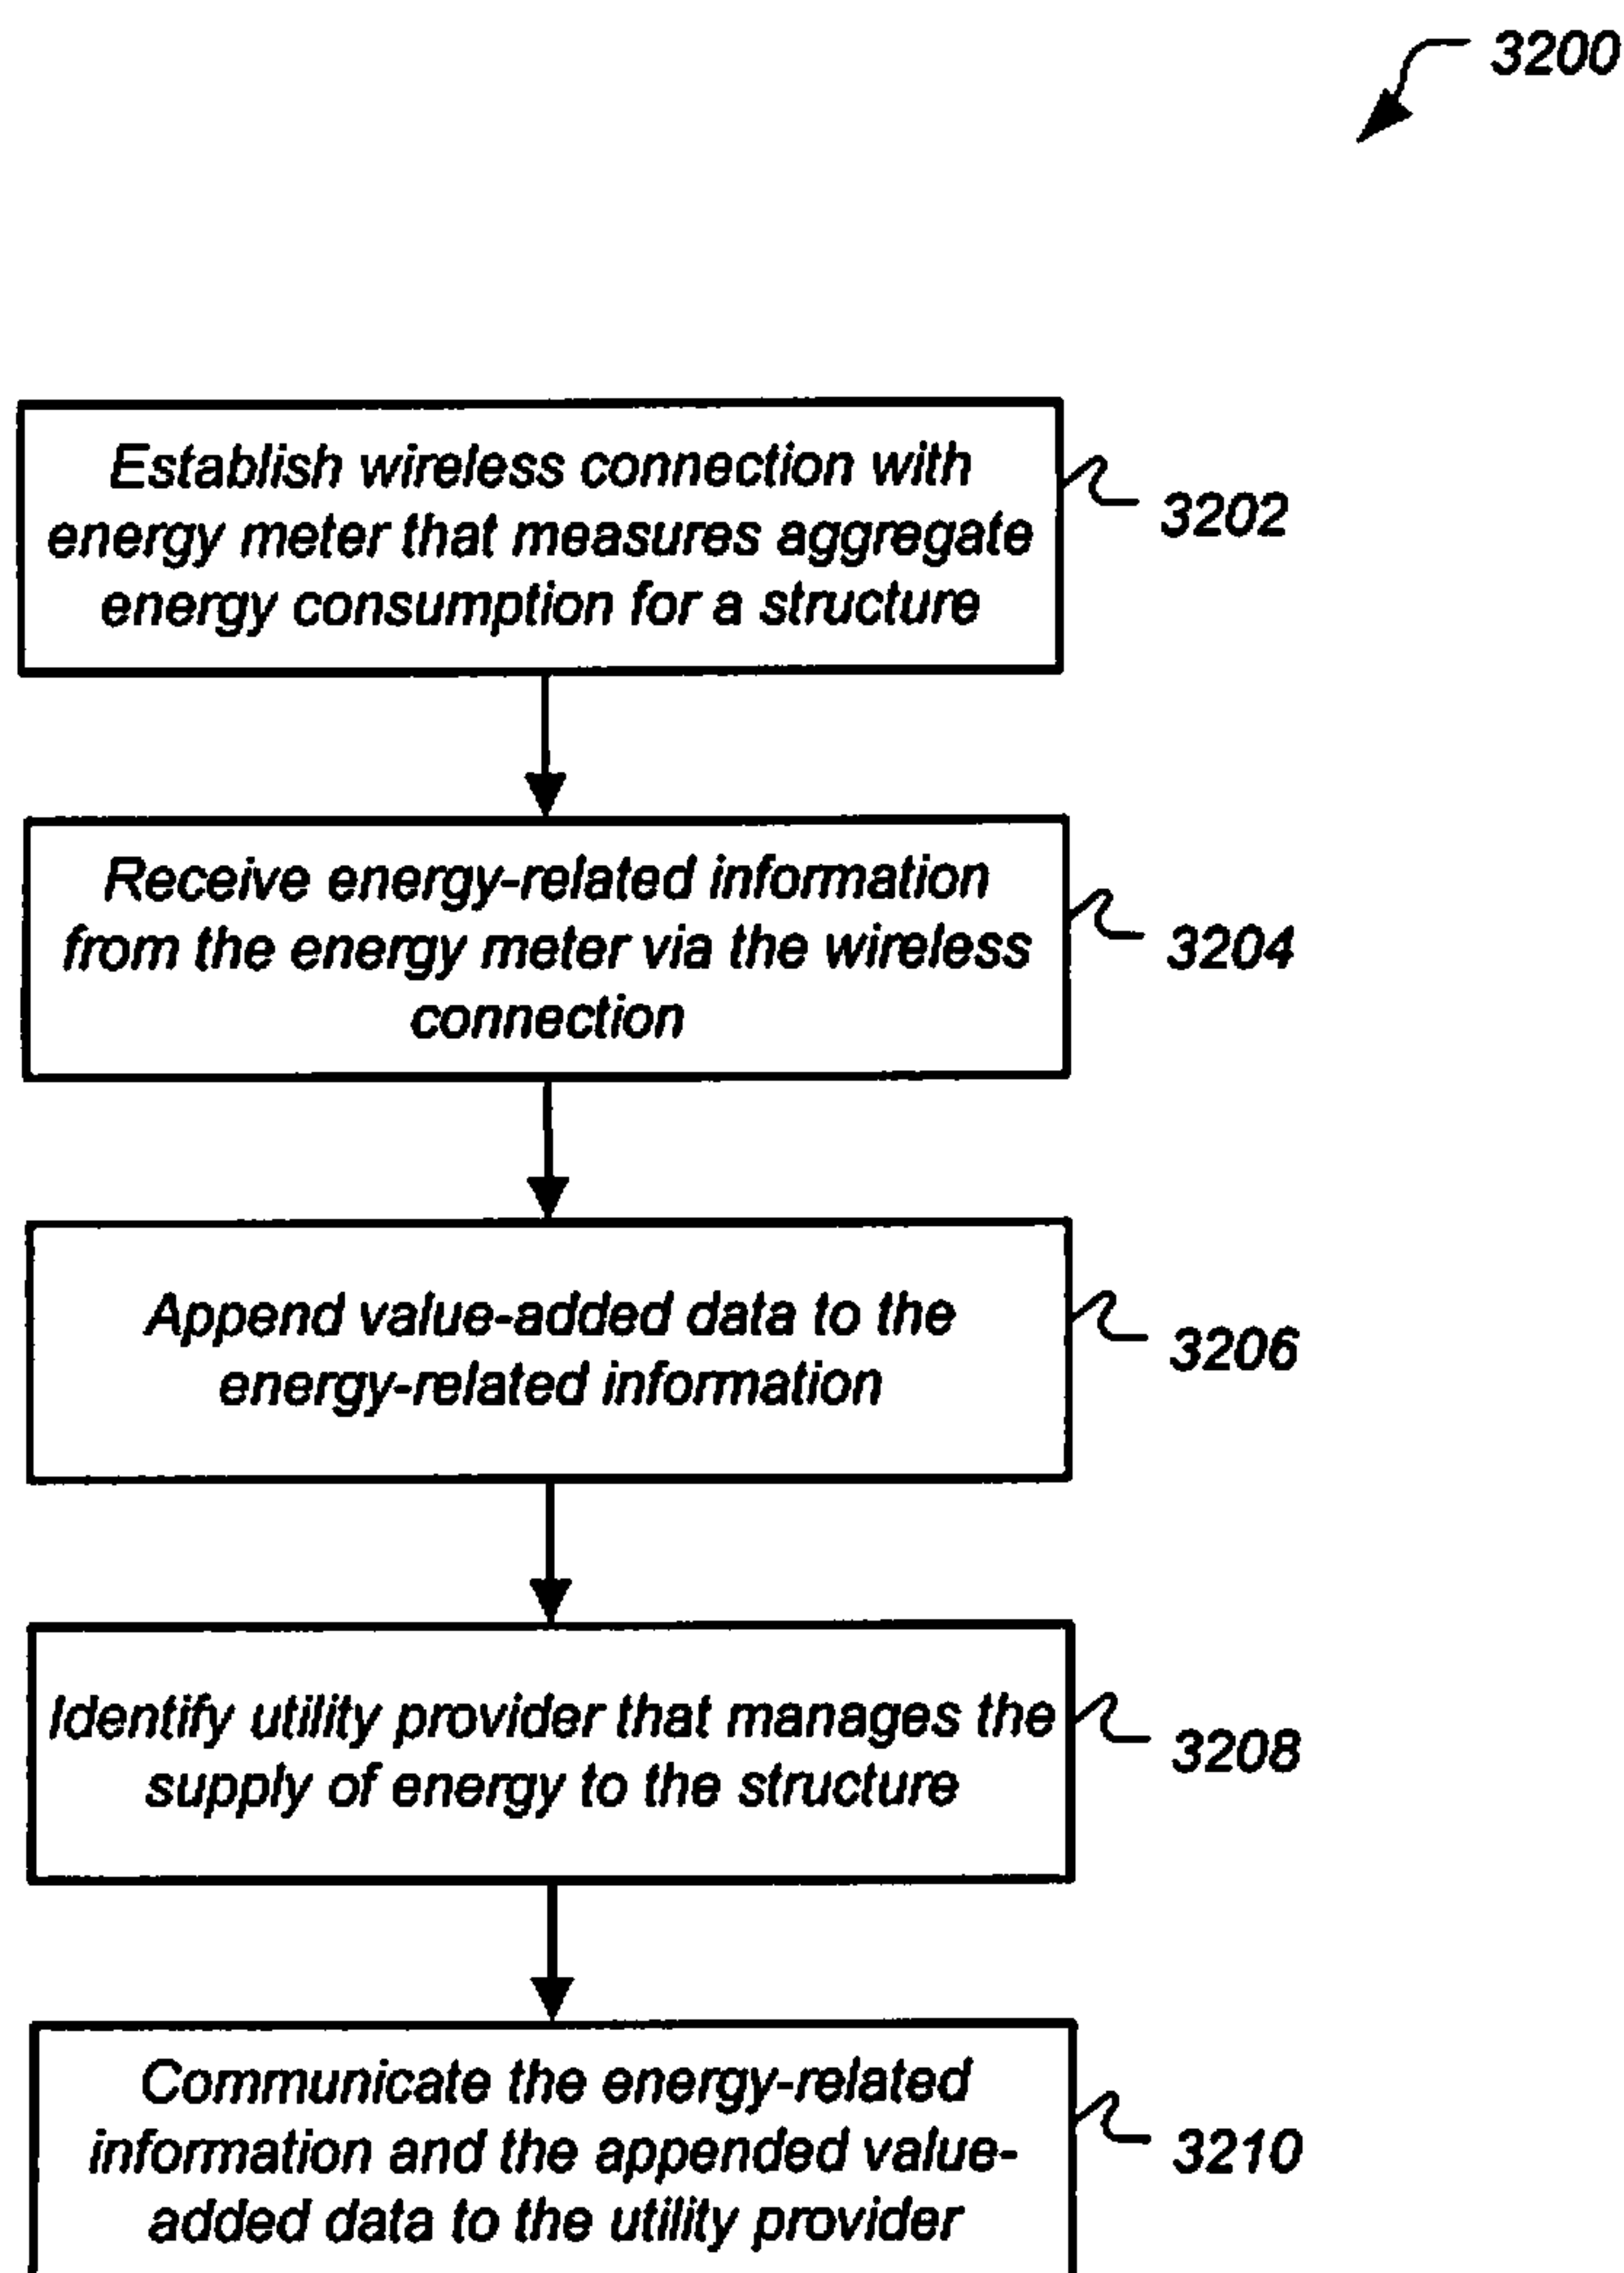 3200
Establish wireless connection with
energy meter that measures aggregate
energy consumption for a structure
3202
Receive energy-related information
from the energy meter via the wireless
connection
3204
Append value-added data to the
energy-related information
3206
Identify utility provider that manages the
supply of energy to the structure
3208
Communicate the energy-related
information and the appended value-
added data to the utility provider
3210